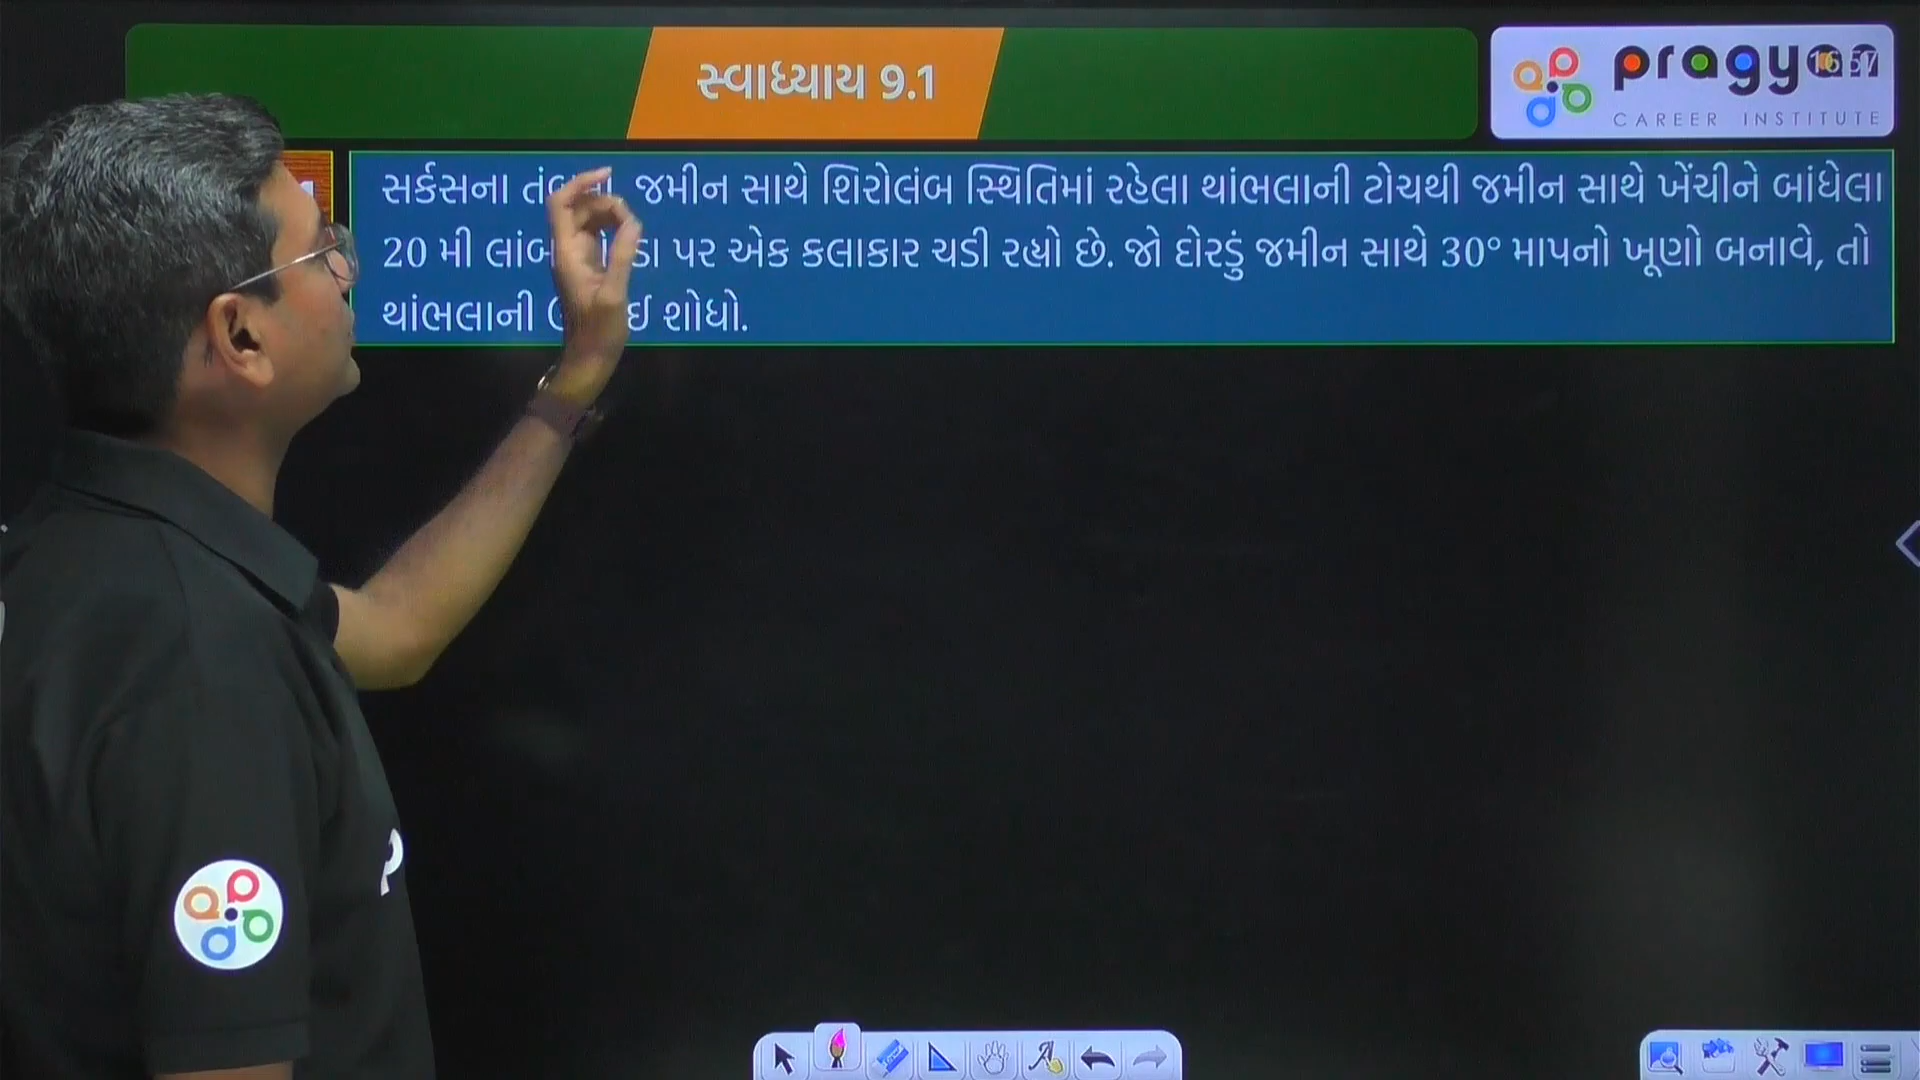 સ્વાધ્યાય 9.1
pragyan
CAREER INSTITUTE
સર્કસના જમીન સાથે શિરોલંબ સ્થિતિમાં રહેલા થાંભલાની ટોચથી જમીન સાથે ખેંચીને બાંધેલા
20 મી પર એક કલાકાર ચડી રહ્યો છે. જો દોરડું જમીન સાથે 30° માપનો ખૂણો બનાવે, તો
થાંભલાની શોધો.